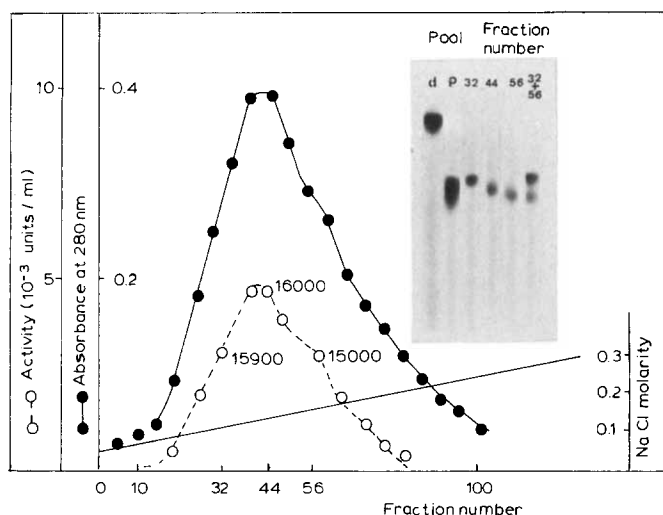 Activity (10⁻³ units / ml)
Absorbance at 280 nm
10
5
0.4
0.2
16000
15900
15000
Pool
Fraction number
d
P
32
44
56
32 + 56
0.3
0.2
0.1
Na Cl molarity
0
10
32
44
56
100
Fraction number